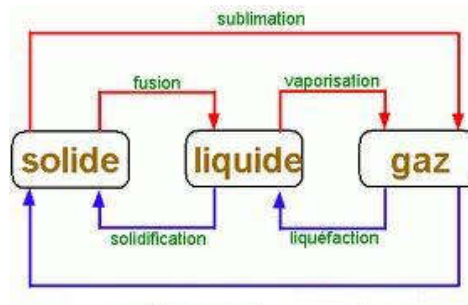 sublimation
fusion
vaporisation
solide
liquide
gaz
solidification
liquéfaction